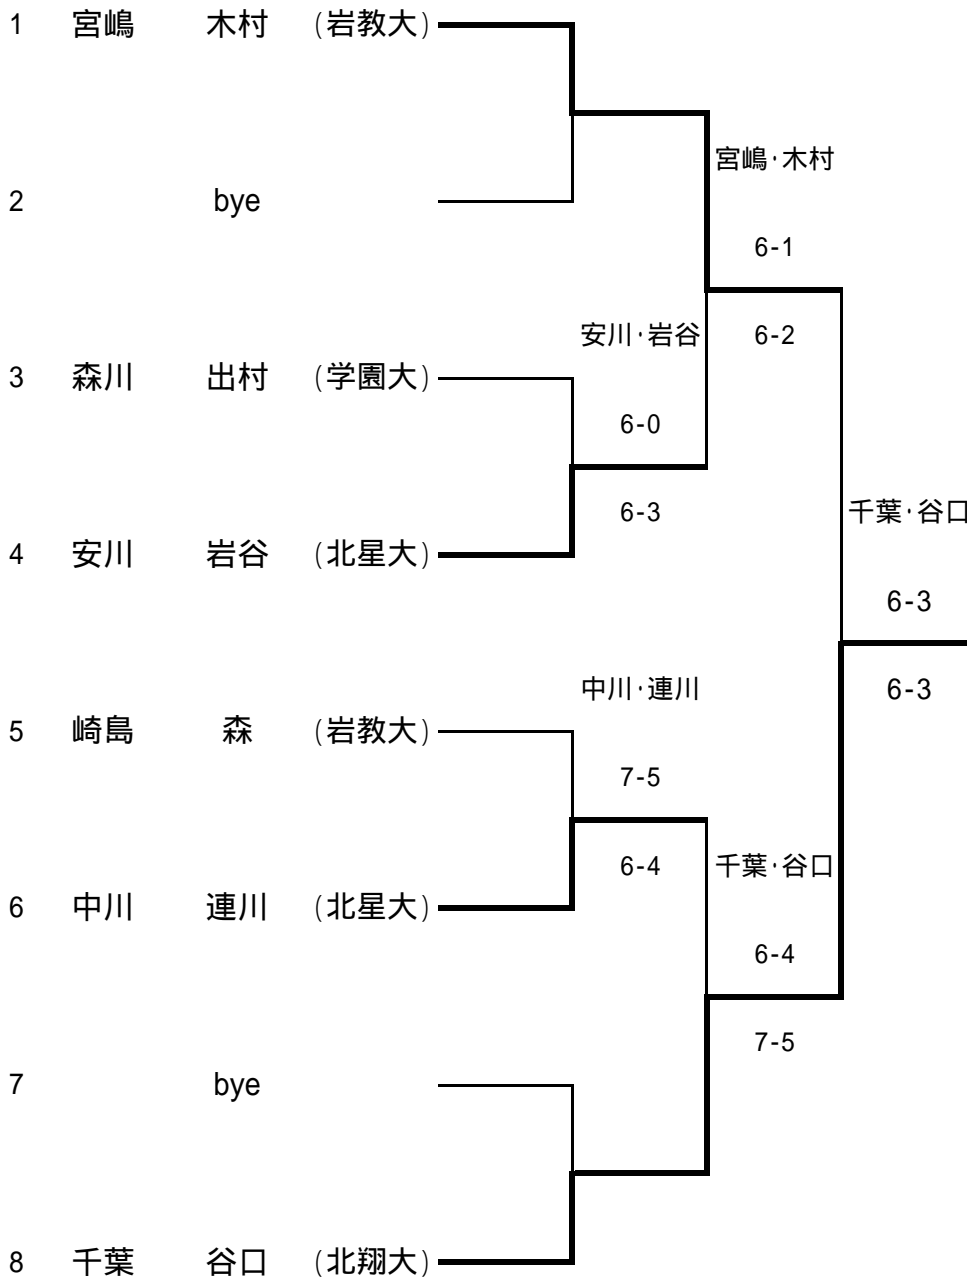 1 宮嶋 木村 (岩教大)
宮嶋・木村
2 bye
6-1
安川・岩谷 6-2
3 森川 出村 (学園大)
6-0
6-3 千葉・谷口
4 安川 岩谷 (北星大)
6-3
中川・連川 6-3
5 崎島 森 (岩教大)
7-5
6-4 千葉・谷口
6 中川 連川 (北星大)
6-4
7-5
7 bye
8 千葉 谷口 (北翔大)